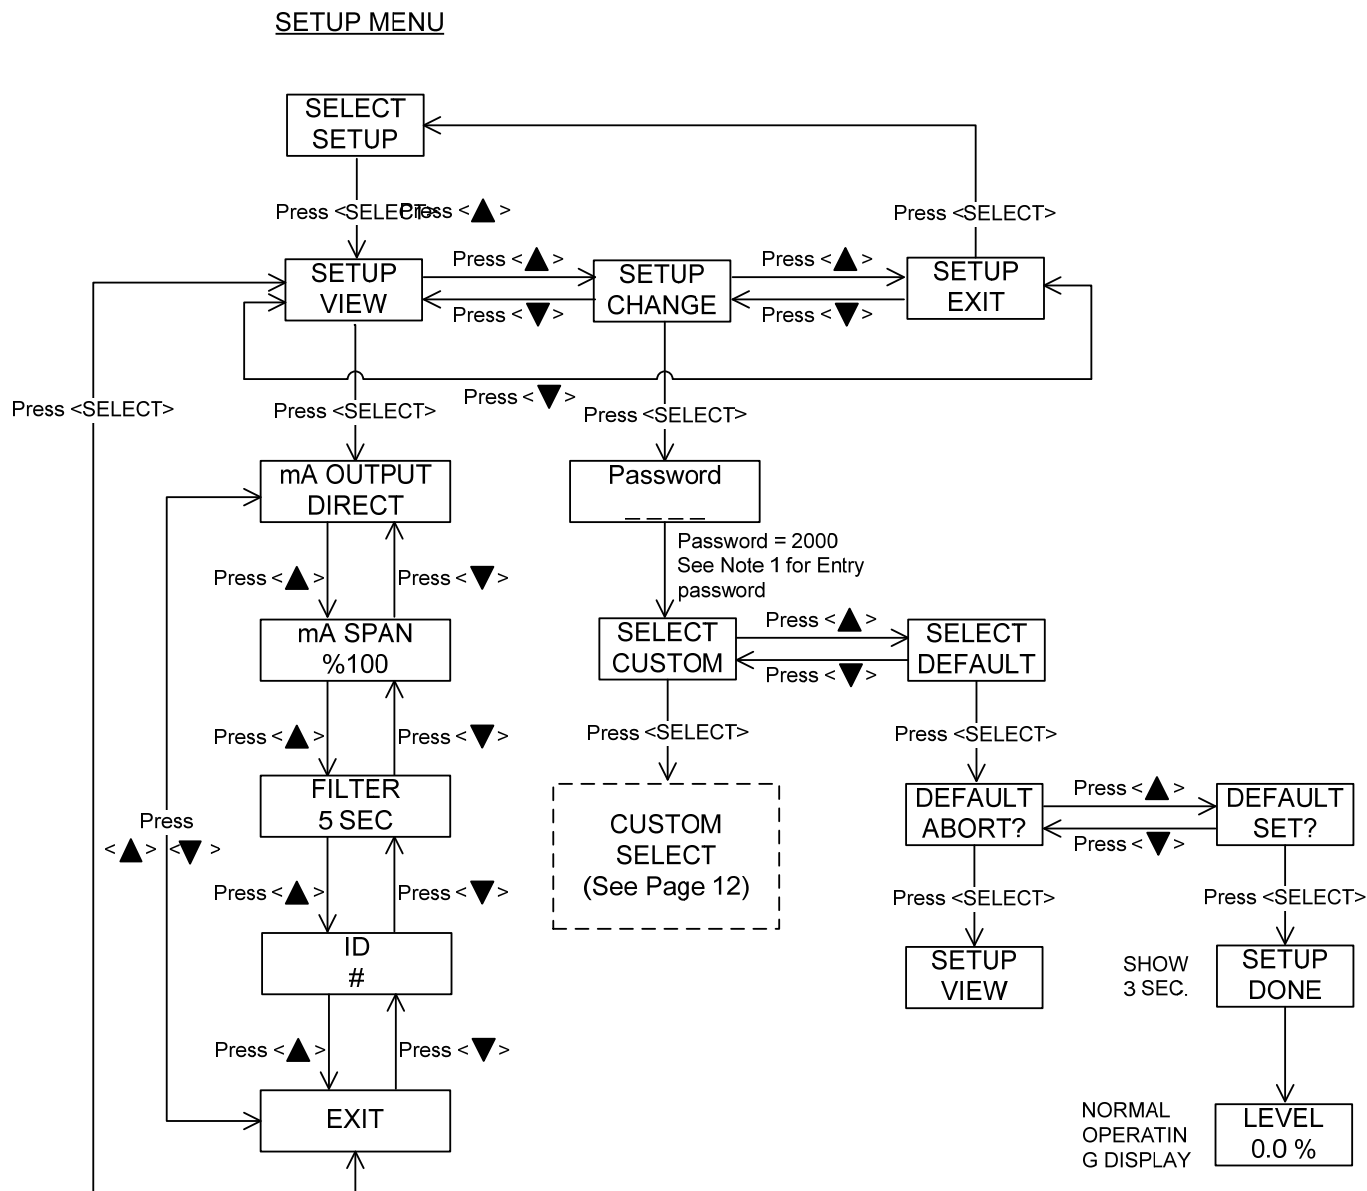 SETUP MENU
SELECT
SETUP
Press <SELECT>
Press <▲>
Press <SELECT>
SETUP
VIEW
Press <▲>
Press <▼>
SETUP
CHANGE
Press <▲>
Press <▼>
SETUP
EXIT
Press <▼>
Press <SELECT>
Press <SELECT>
Press <SELECT>
mA OUTPUT
DIRECT
Password
_ _ _ _
Password = 2000
See Note 1 for Entry
password
Press <▲>
Press <▼>
mA SPAN
%100
SELECT
CUSTOM
Press <▲>
Press <▼>
SELECT
DEFAULT
Press <▲>
Press <▼>
Press <SELECT>
Press <SELECT>
FILTER
5 SEC
CUSTOM
SELECT
(See Page 12)
DEFAULT
ABORT?
Press <▲>
Press <▼>
DEFAULT
SET?
Press
<▲> <▼>
Press <▲>
Press <▼>
Press <SELECT>
Press <SELECT>
ID
#
SETUP
VIEW
SHOW
3 SEC.
SETUP
DONE
Press <▲>
Press <▼>
EXIT
NORMAL
OPERATIN
G DISPLAY
LEVEL
0.0 %